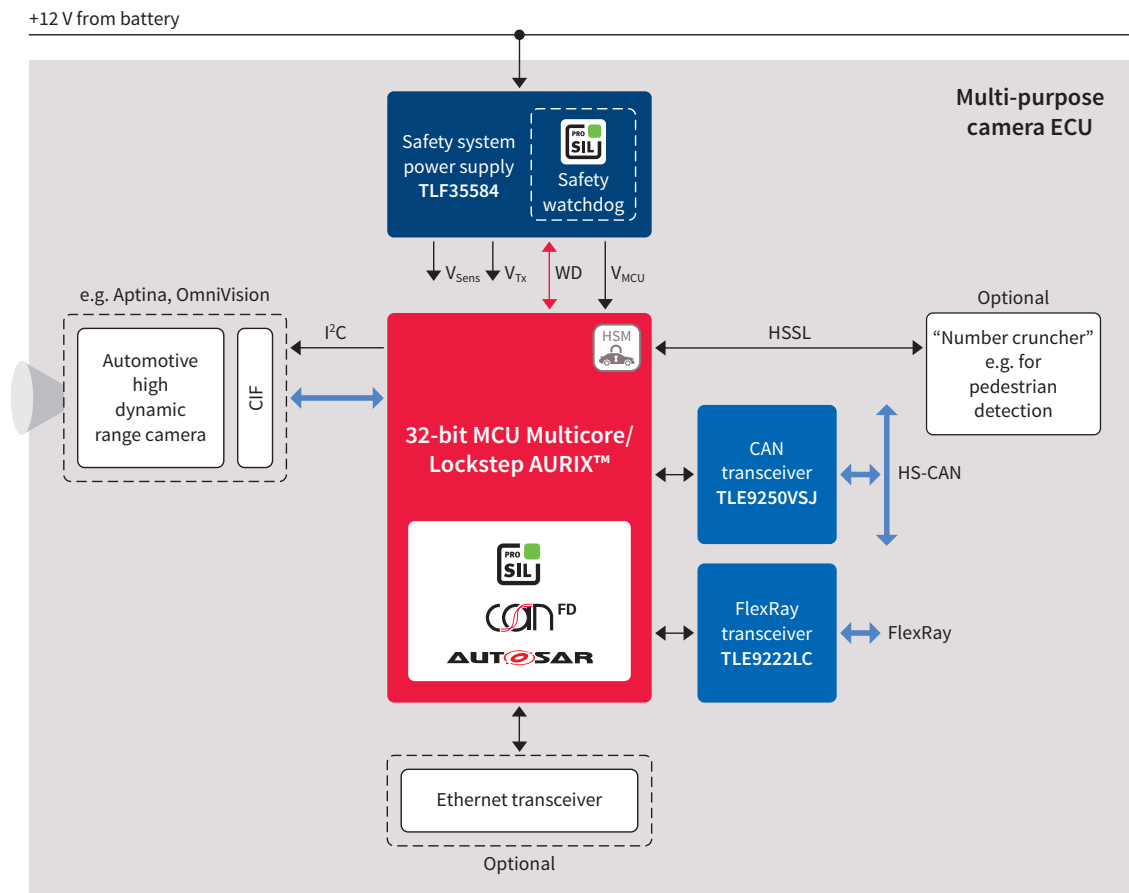 +12 V from battery
Multi-purpose
camera ECU
Safety system
power supply
TLF35584
PRO
SIL
Safety
watchdog
VSens
VTx
WD
VMCU
e.g. Aptina, OmniVision
Automotive
high
dynamic
range camera
CIF
I²C
HSM
HSSL
Optional
“Number cruncher”
e.g. for
pedestrian
detection
32-bit MCU Multicore/
Lockstep AURIX™
CAN
transceiver
TLE9250VSJ
HS-CAN
PRO
SIL
CAN FD
AUTOSAR
FlexRay
transceiver
TLE9222LC
FlexRay
Ethernet transceiver
Optional